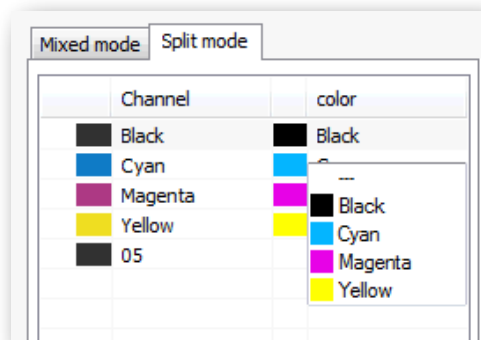 Mixed mode Split mode
Channel color
Black Black
Cyan
---
Magenta
Black
Yellow
Cyan
05
Magenta
Yellow